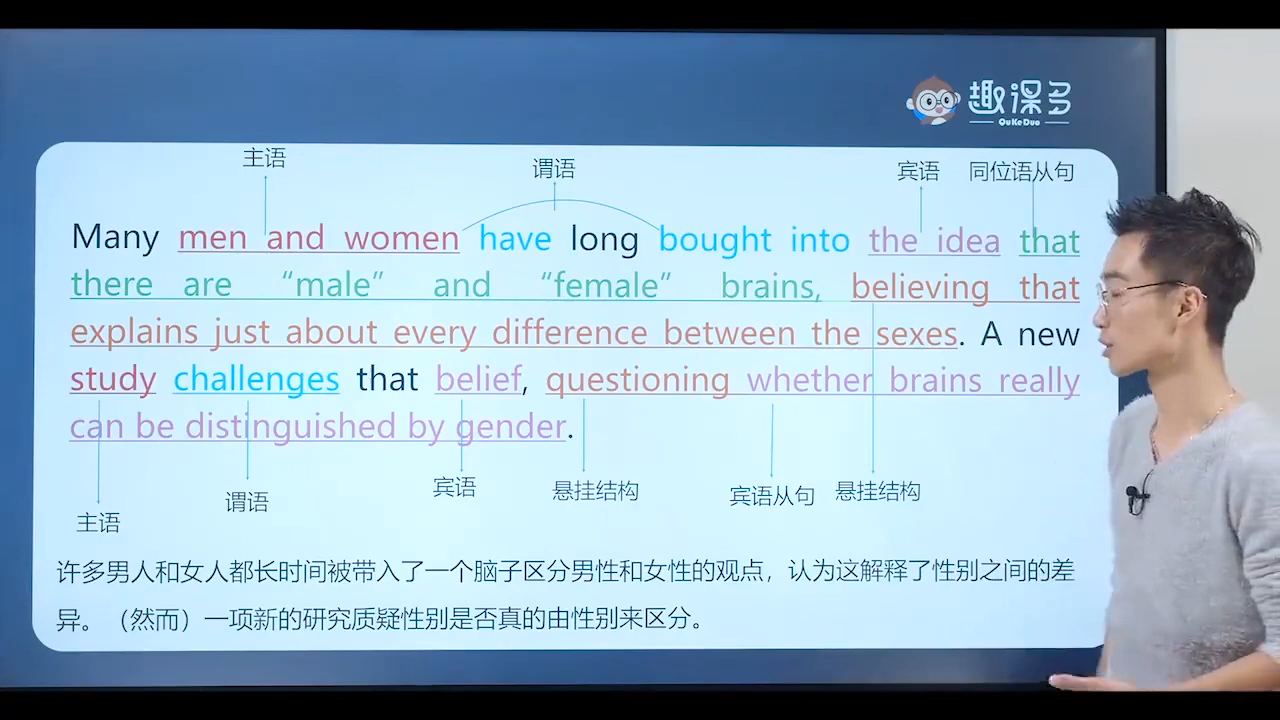 趣课多
QuKeDuo
主语 谓语 宾语 同位语从句
Many men and women have long bought into the idea that
there are “male” and “female” brains, believing that
explains just about every difference between the sexes. A new
study challenges that belief, questioning whether brains really
can be distinguished by gender.
主语 谓语 宾语 悬挂结构 宾语从句 悬挂结构
许多男人和女人都长时间被带入了一个脑子区分男性和女性的观点，认为这解释了性别之间的差
异。（然而）一项新的研究质疑性别是否真的由性别来区分。